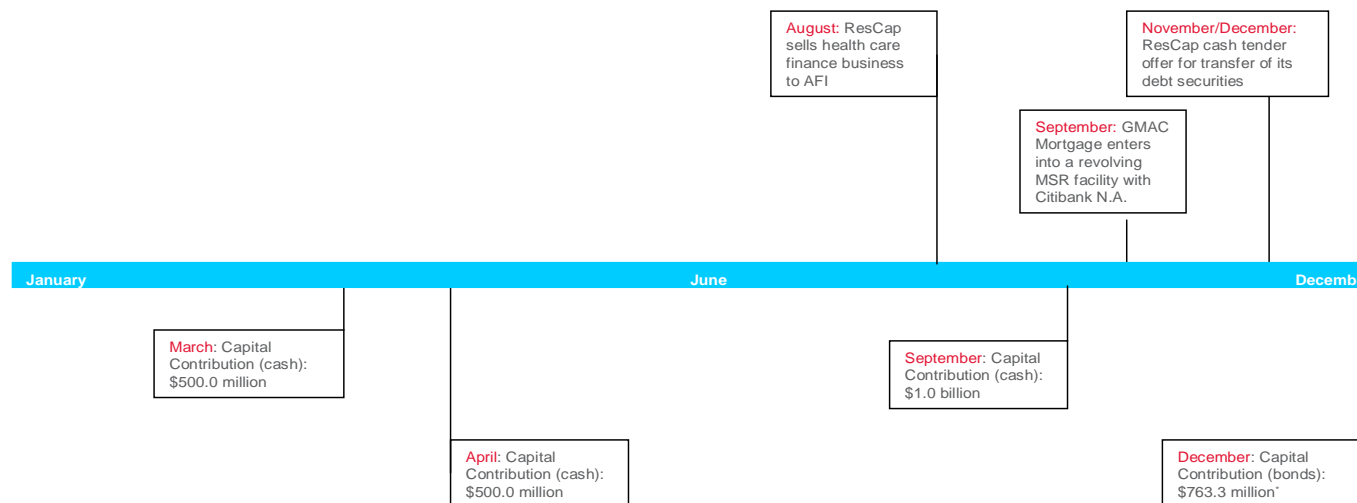 August: ResCap
sells health care
finance business
to AFI
November/December:
ResCap cash tender
offer for transfer of its
debt securities
September: GMAC
Mortgage enters
into a revolving
MSR facility with
Citibank N.A.
January
June
Decemb
March: Capital
Contribution (cash):
$500.0 million
September: Capital
Contribution (cash):
$1.0 billion
April: Capital
Contribution (cash):
$500.0 million
December: Capital
Contribution (bonds):
$763.3 million*